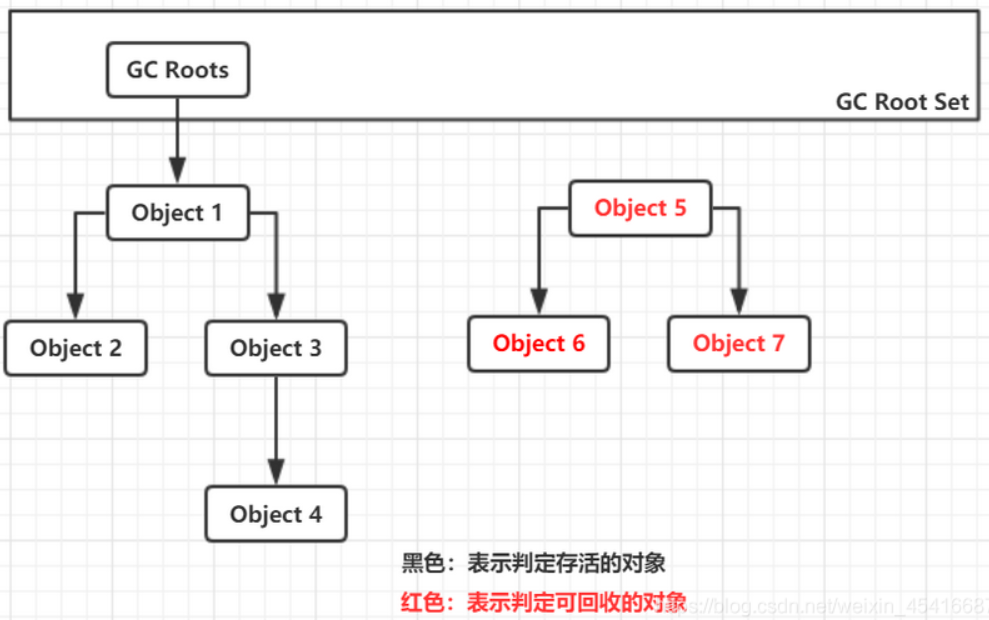 GC Roots
GC Root Set
Object 1
Object 5
Object 2
Object 3
Object 6
Object 7
Object 4
黑色：表示判定存活的对象
红色：表示判定可回收的对象
https://blog.csdn.net/weixin_4541668